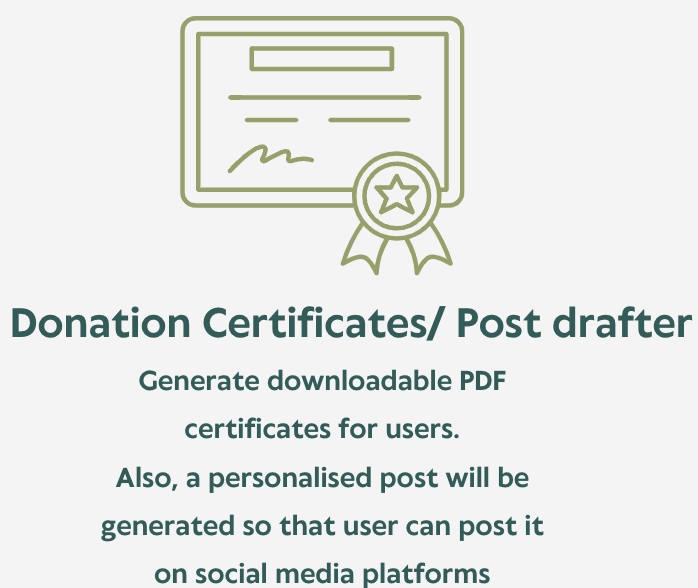 Donation Certificates/ Post drafter
Generate downloadable PDF
certificates for users.
Also, a personalised post will be
generated so that user can post it
on social media platforms